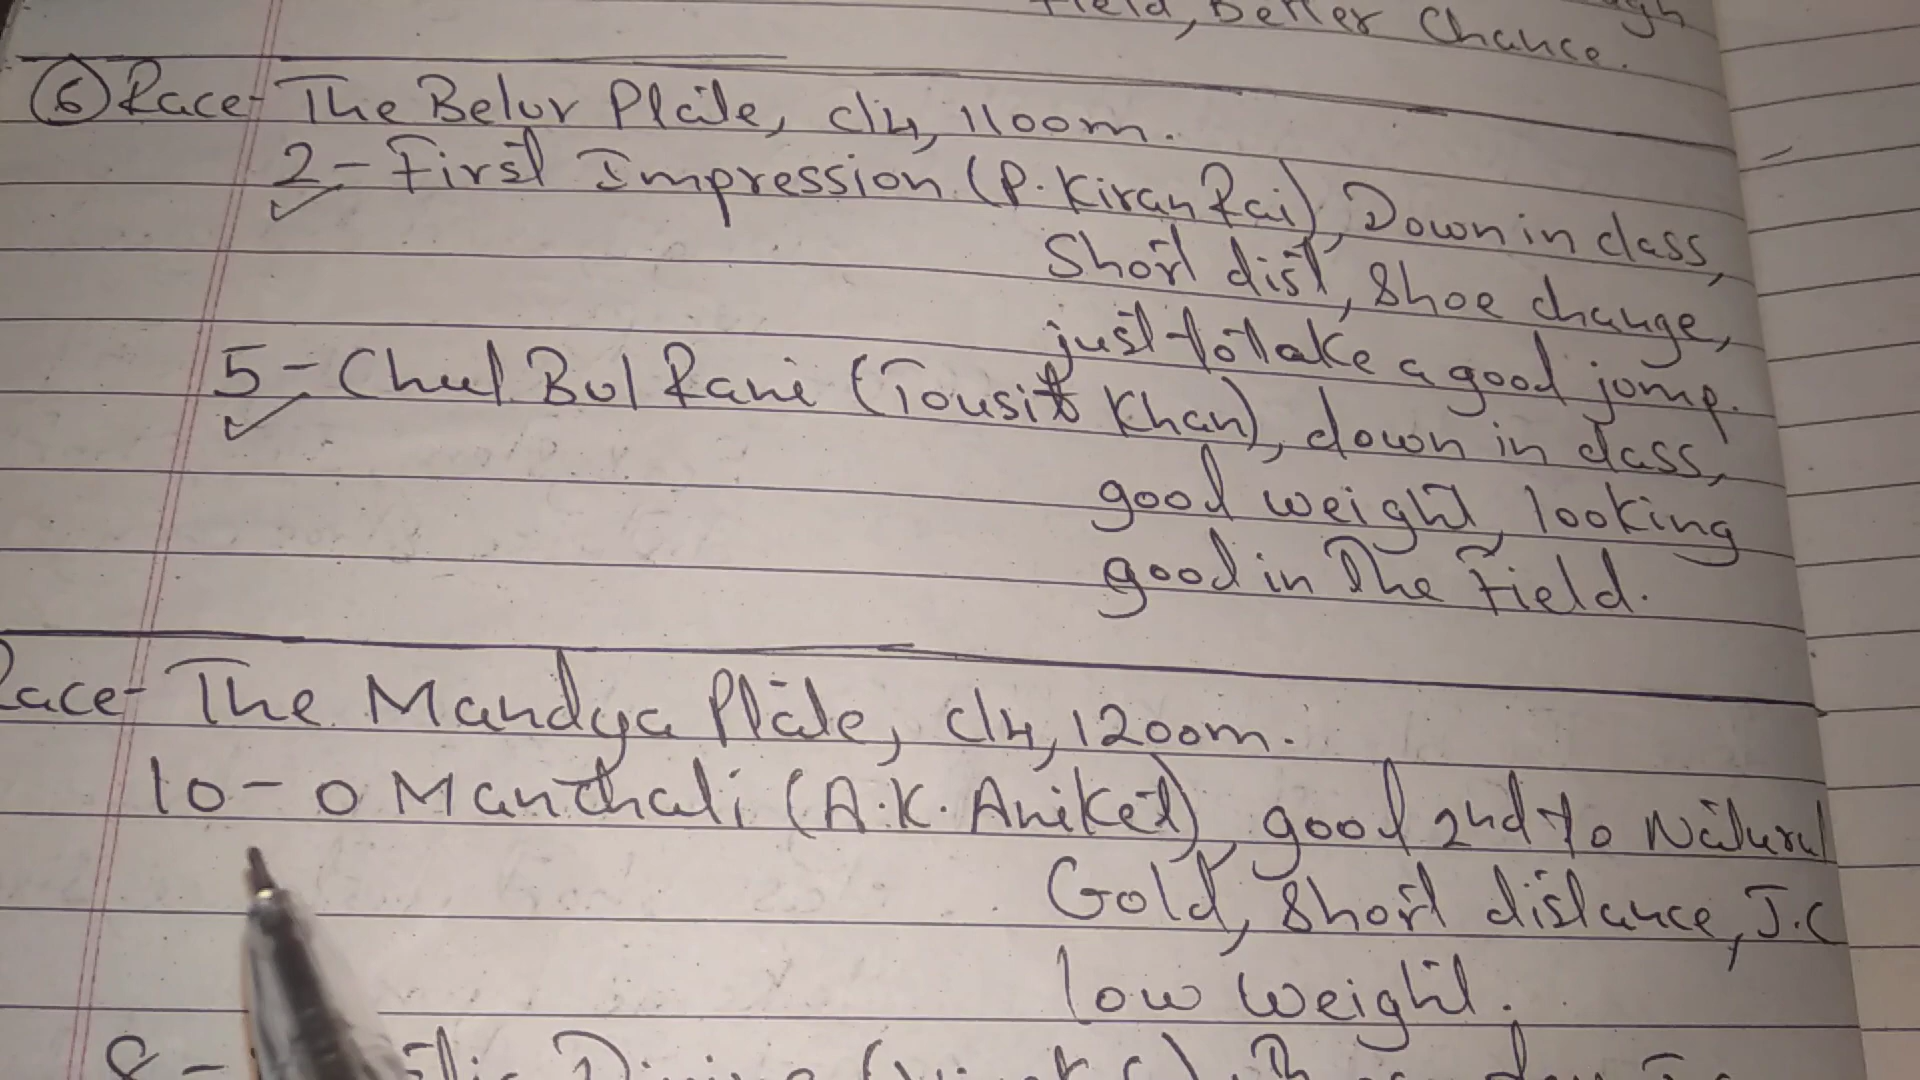 Field, Better Chance.
6 Race- The Belur Plate, cl4, 1100m.
2- First Impression (P. Kiran Rai), Down in class,
Short dist, Shoe change,
just to take a good jomp.
5- Chul Bul Rani (Tousif Khan), down in class,
good weight, looking
good in The Field.
Race- The Mandya Plate, cl4, 1200m.
10- O Manchali (A.K. Aniket), good 2nd to Natural
Gold, Short distance, J.C
low weight.
8-